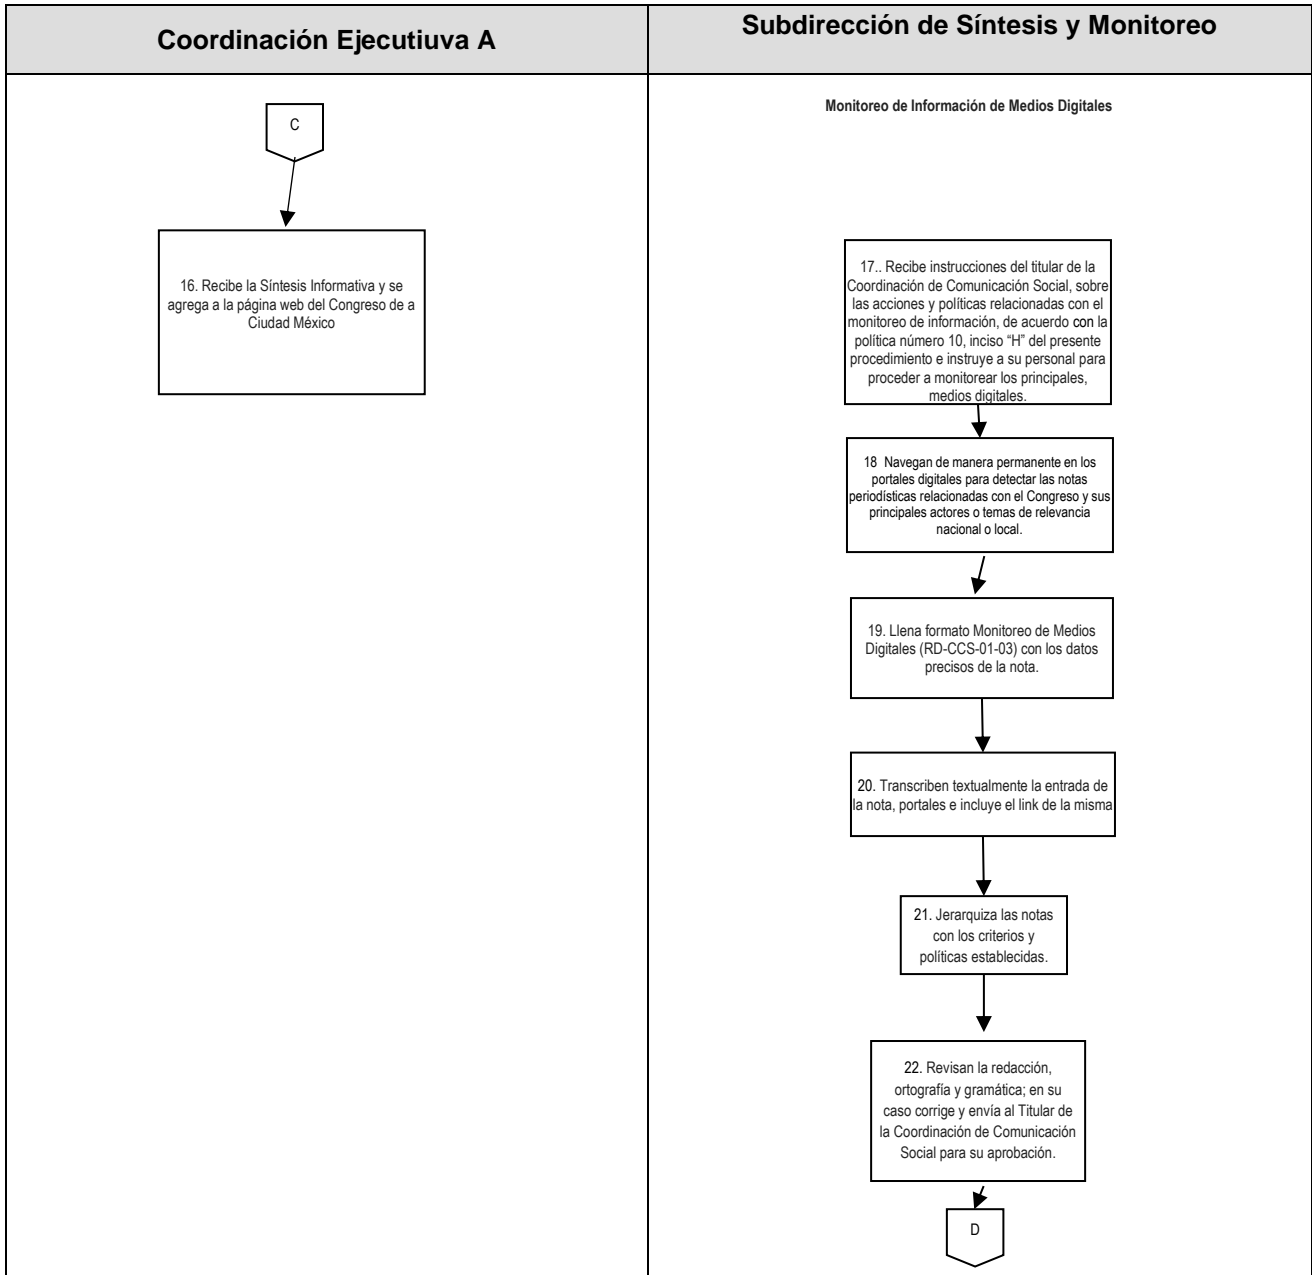 Coordinación Ejecutiuva A
Subdirección de Síntesis y Monitoreo
C
16. Recibe la Síntesis Informativa y se
agrega a la página web del Congreso de a
Ciudad México
Monitoreo de Información de Medios Digitales
17.. Recibe instrucciones del titular de la
Coordinación de Comunicación Social, sobre
las acciones y políticas relacionadas con el
monitoreo de información, de acuerdo con la
política número 10, inciso “H” del presente
procedimiento e instruye a su personal para
proceder a monitorear los principales,
medios digitales.
18 Navegan de manera permanente en los
portales digitales para detectar las notas
periodísticas relacionadas con el Congreso y sus
principales actores o temas de relevancia
nacional o local.
19. Llena formato Monitoreo de Medios
Digitales (RD-CCS-01-03) con los datos
precisos de la nota.
20. Transcriben textualmente la entrada de
la nota, portales e incluye el link de la misma
21. Jerarquiza las notas
con los criterios y
políticas establecidas.
22. Revisan la redacción,
ortografía y gramática; en su
caso corrige y envía al Titular de
la Coordinación de Comunicación
Social para su aprobación.
D